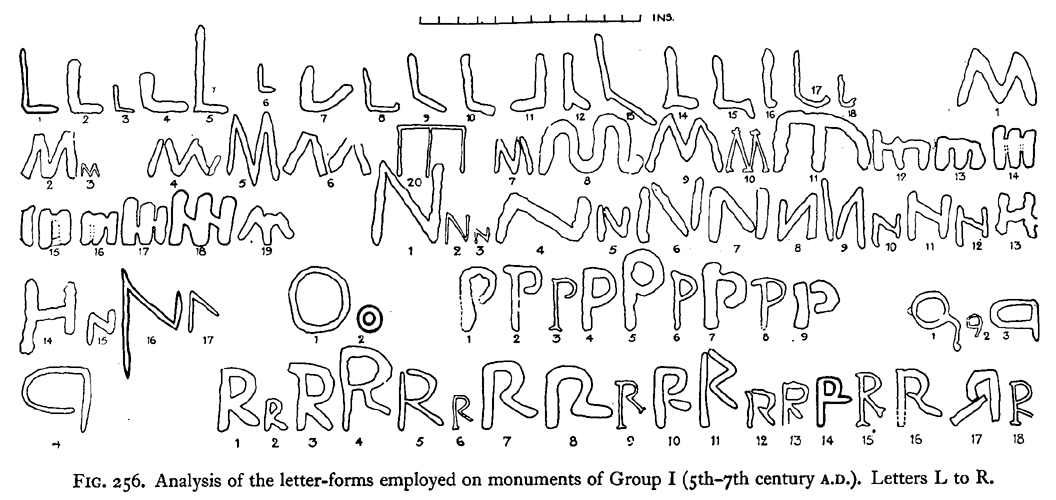 INS.
1 2 3 4 5 6 7 8 9 10 11 12 13 14 15 16 17 18 1
2 3 4 5 6 20 7 8 9 10 11 12 13 14
15 16 17 18 19 1 2 3 4 5 6 7 8 9 10 11 12 13
14 15 16 17 1 2 1 2 3 4 5 6 7 8 9 1 2 3
4 1 2 3 4 5 6 7 8 9 10 11 12 13 14 15 16 17 18
FIG. 256. Analysis of the letter-forms employed on monuments of Group I (5th–7th century A.D.). Letters L to R.